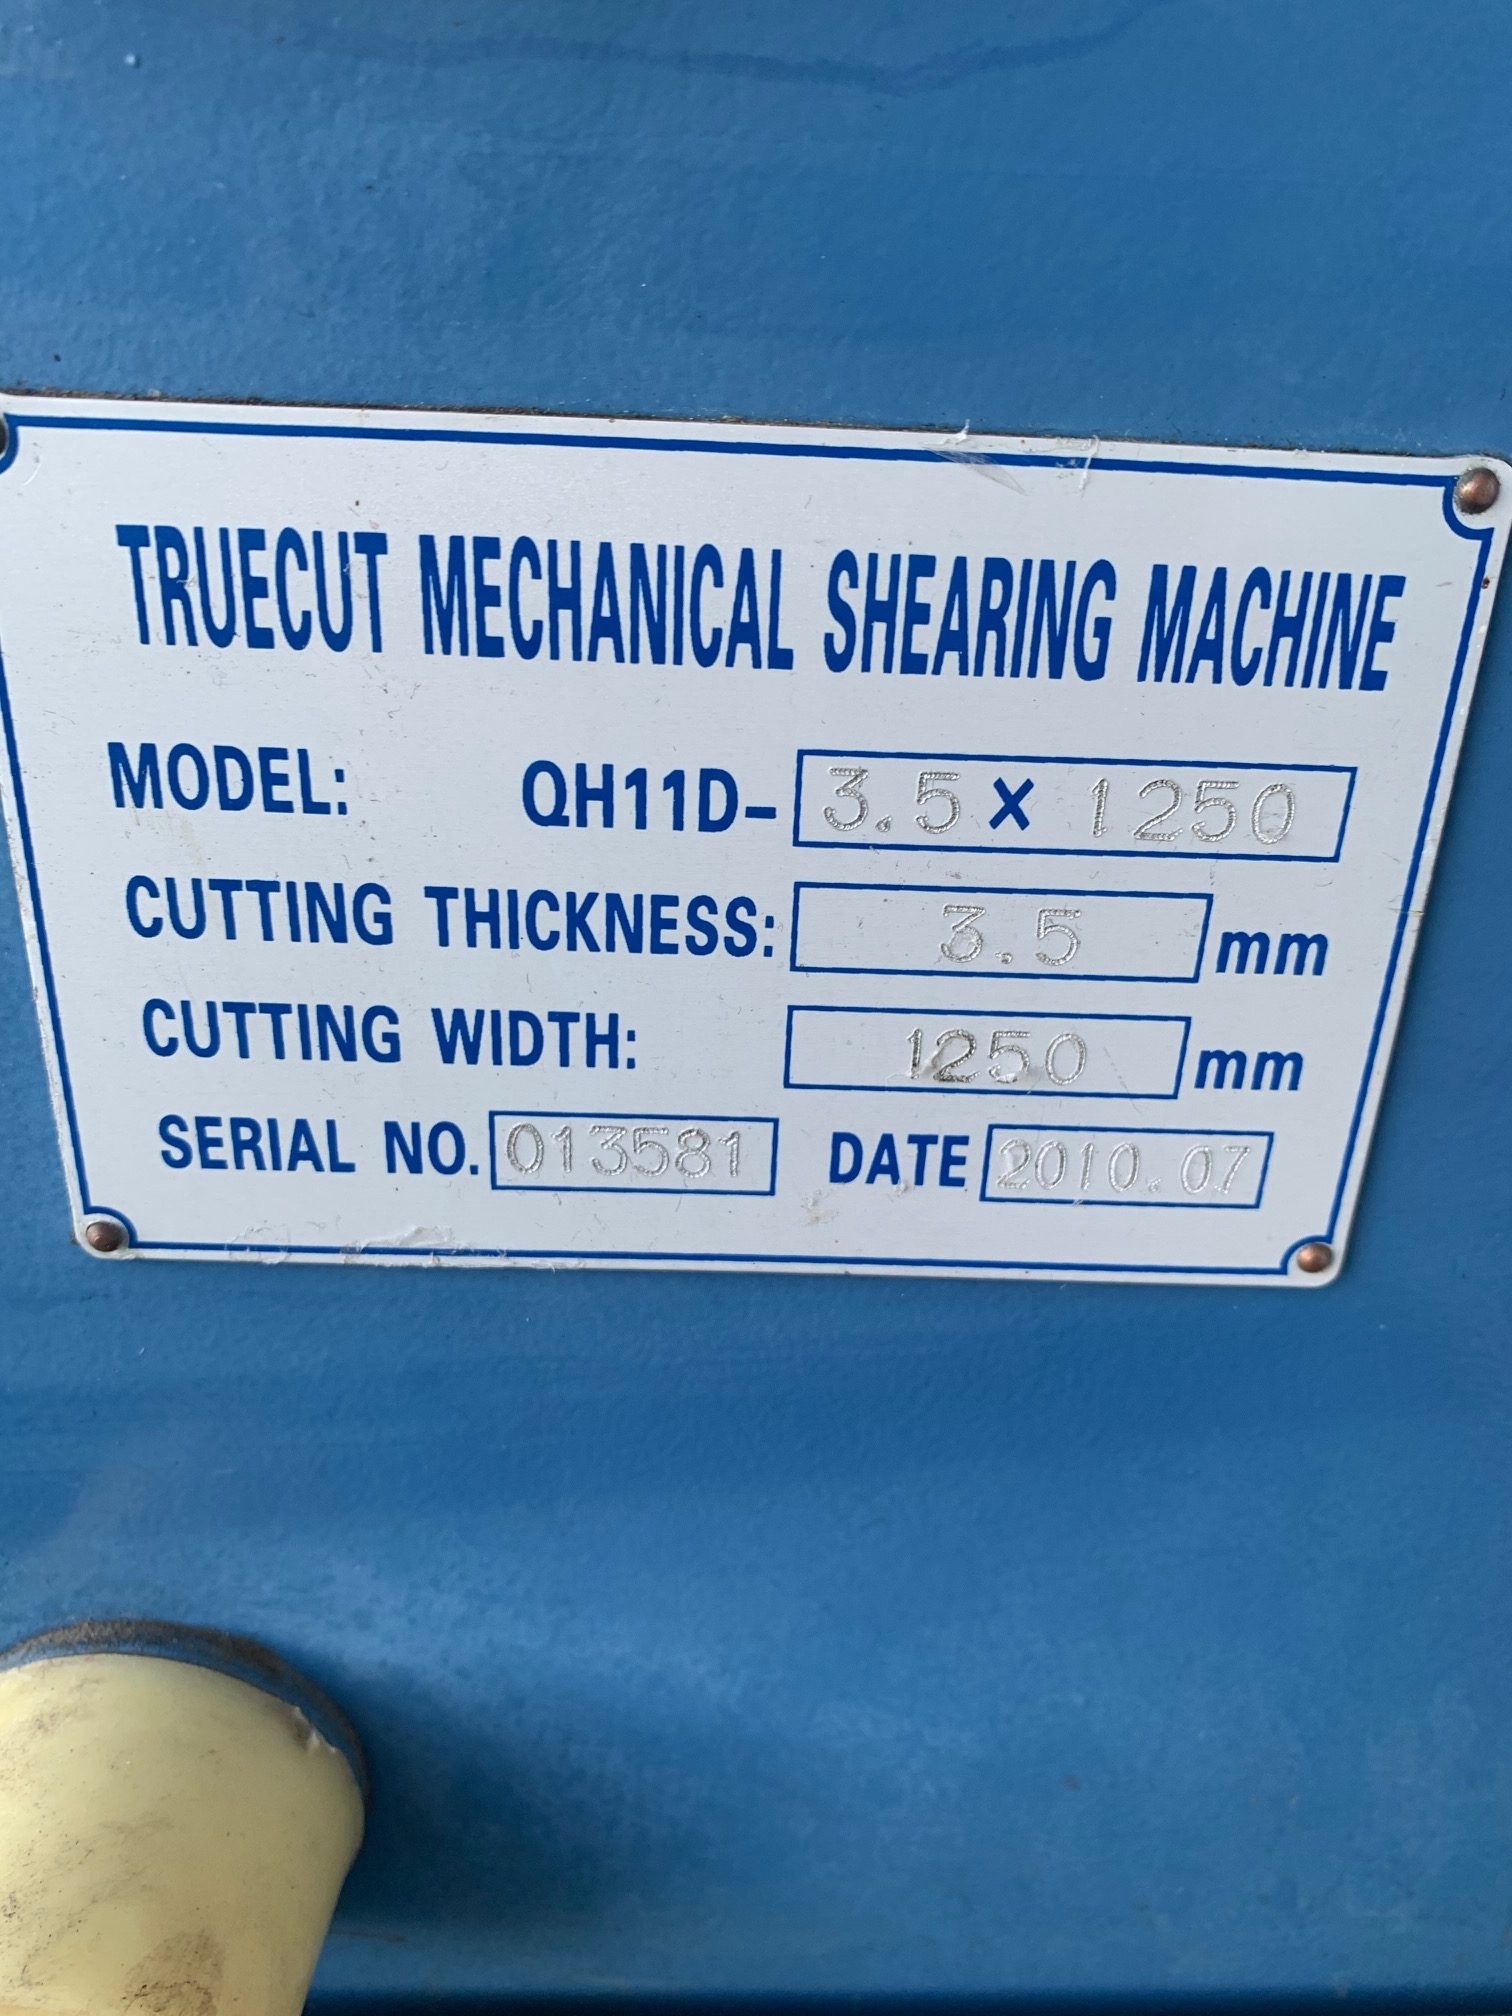 TRUECUT MECHANICAL SHEARING MACHINE
MODEL: QH11D-3.5 X 1250
CUTTING THICKNESS: 3.5 mm
CUTTING WIDTH: 1250 mm
SERIAL NO. 013581 DATE 2010.07